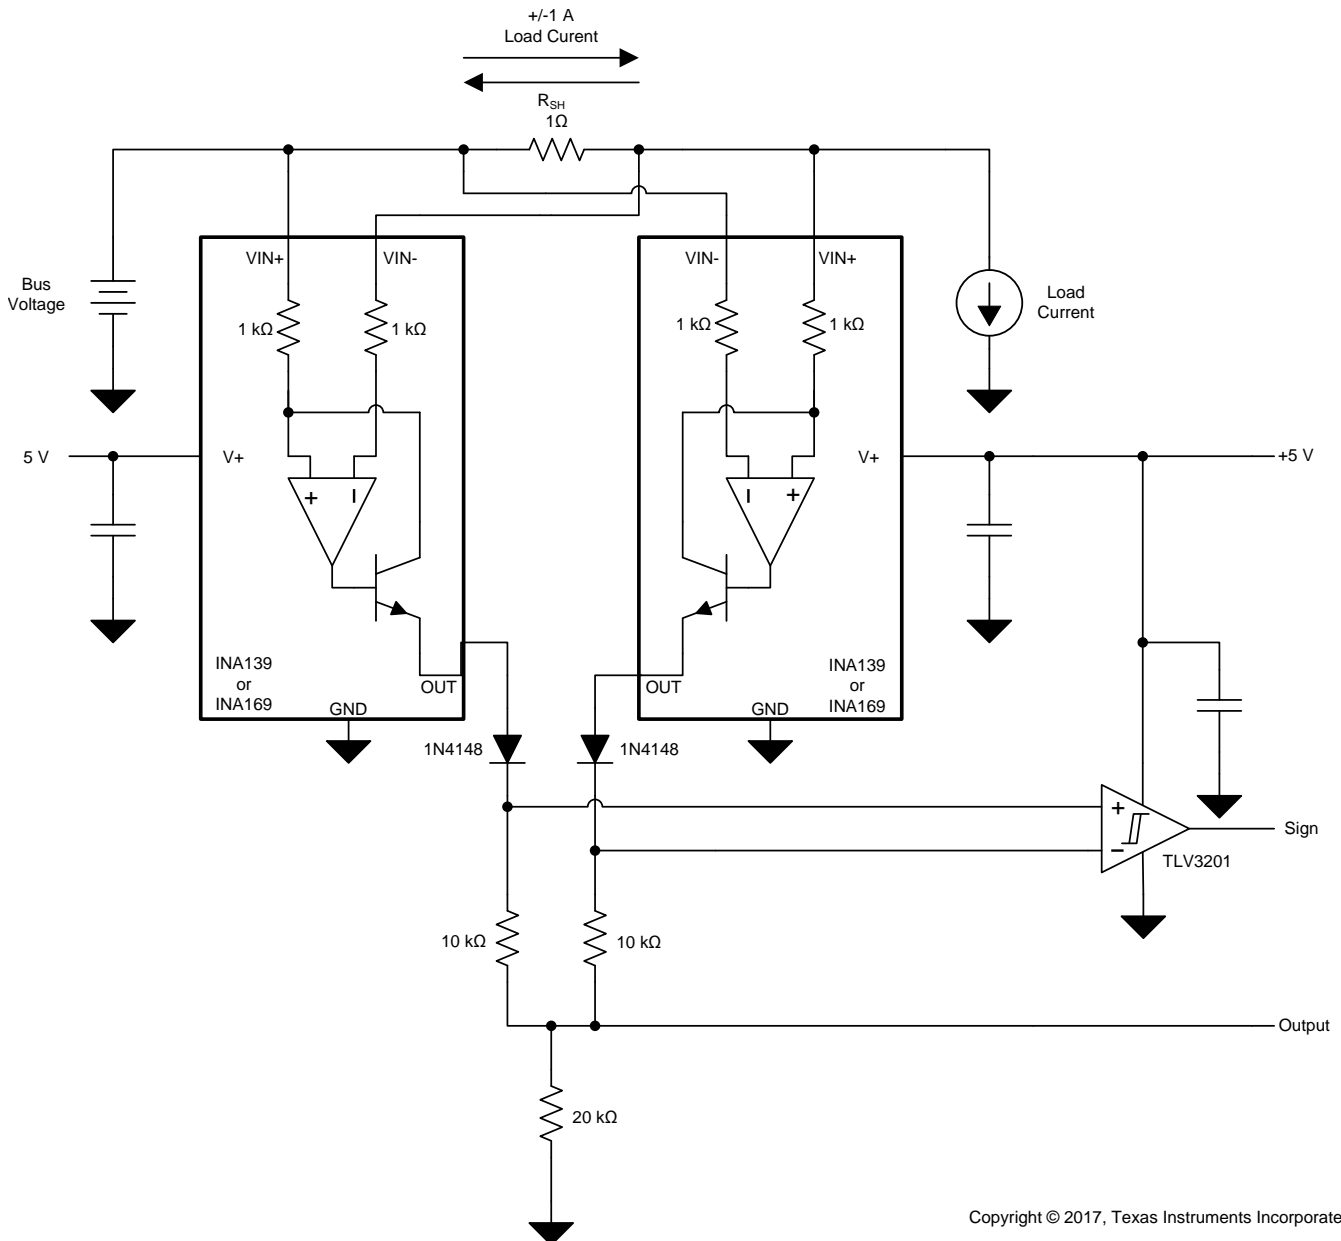 +/-1 A
Load Curent
RSH
1Ω
VIN+
VIN-
VIN-
VIN+
Bus
Voltage
1 kΩ
1 kΩ
1 kΩ
1 kΩ
Load
Current
5 V
V+
V+
+5 V
+
−
−
+
INA139
or
INA169
OUT
GND
OUT
GND
INA139
or
INA169
1N4148
1N4148
+
−
Sign
TLV3201
10 kΩ
10 kΩ
Output
20 kΩ
Copyright © 2017, Texas Instruments Incorporate